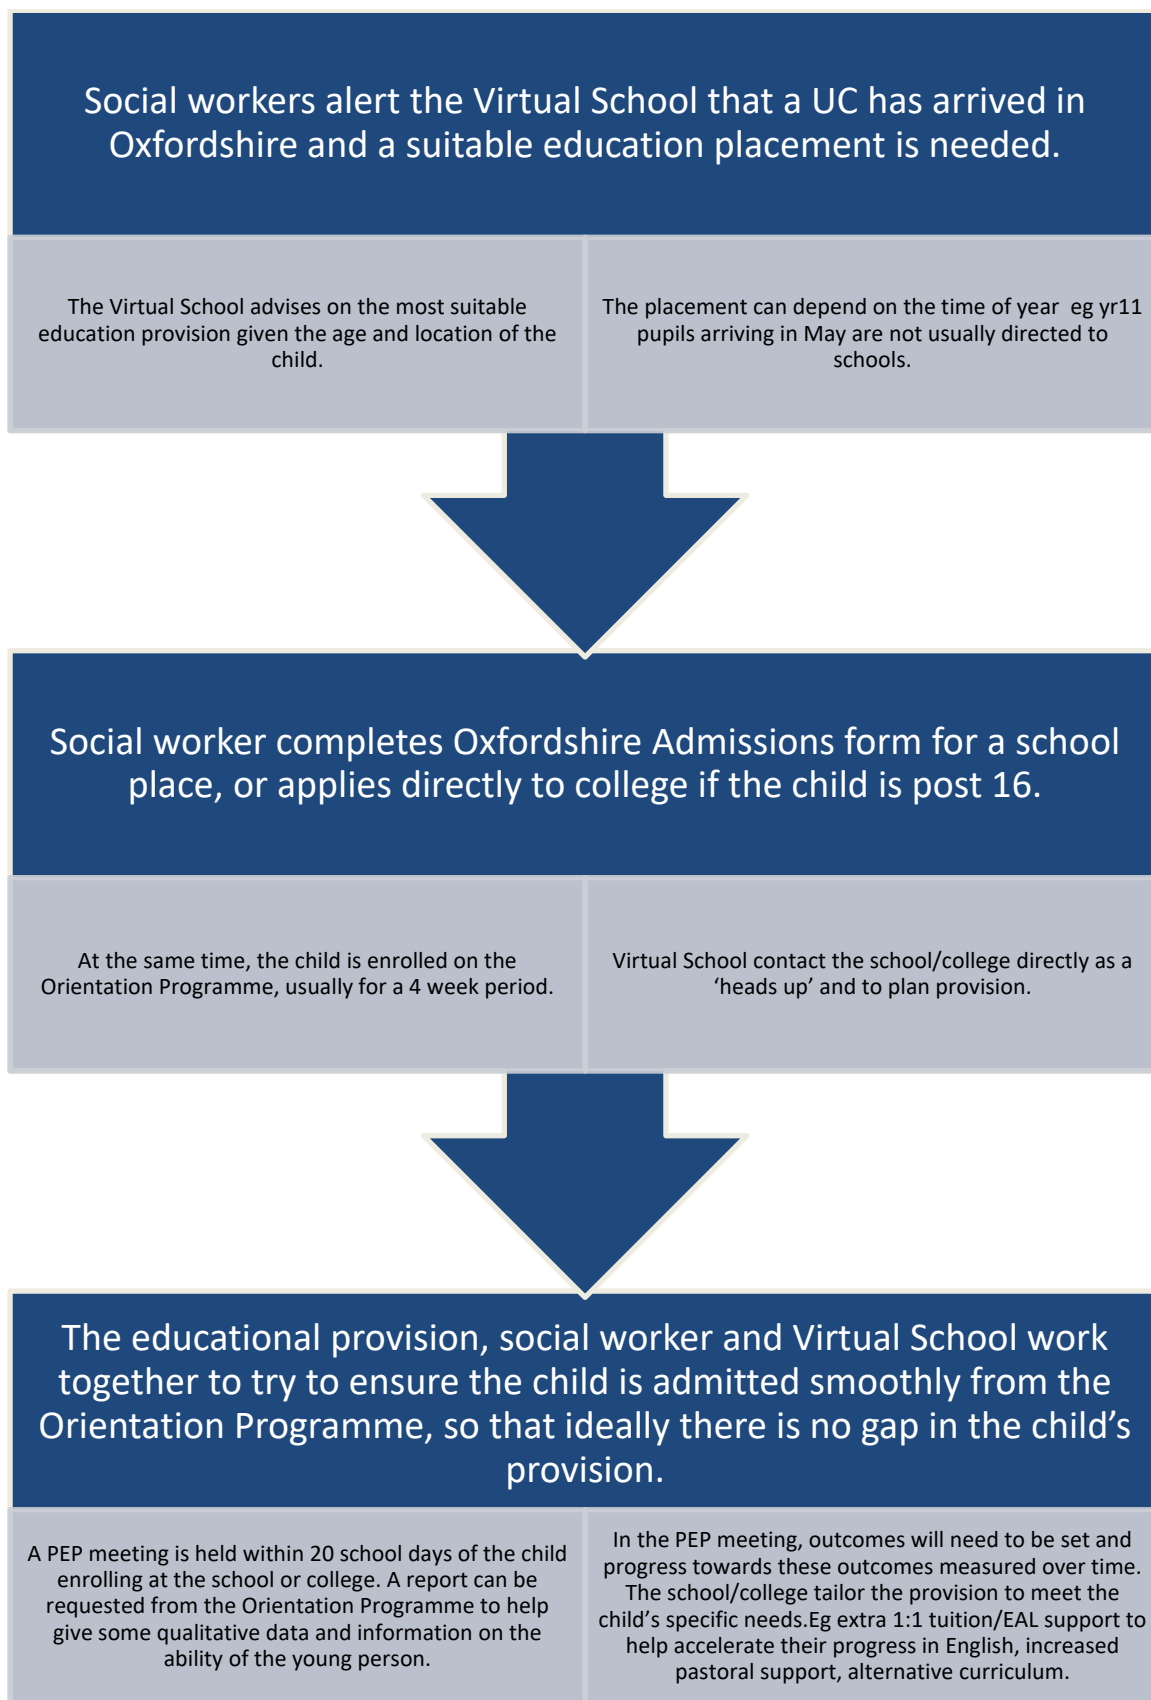 Social workers alert the Virtual School that a UC has arrived in
Oxfordshire and a suitable education placement is needed.
The Virtual School advises on the most suitable
education provision given the age and location of the
child.
The placement can depend on the time of year  eg yr11
pupils arriving in May are not usually directed to
schools.
Social worker completes Oxfordshire Admissions form for a school
place, or applies directly to college if the child is post 16.
At the same time, the child is enrolled on the
Orientation Programme, usually for a 4 week period.
Virtual School contact the school/college directly as a
‘heads up’ and to plan provision.
The educational provision, social worker and Virtual School work
together to try to ensure the child is admitted smoothly from the
Orientation Programme, so that ideally there is no gap in the child’s
provision.
A PEP meeting is held within 20 school days of the child
enrolling at the school or college. A report can be
requested from the Orientation Programme to help
give some qualitative data and information on the
ability of the young person.
In the PEP meeting, outcomes will need to be set and
progress towards these outcomes measured over time.
The school/college tailor the provision to meet the
child’s specific needs.Eg extra 1:1 tuition/EAL support to
help accelerate their progress in English, increased
pastoral support, alternative curriculum.